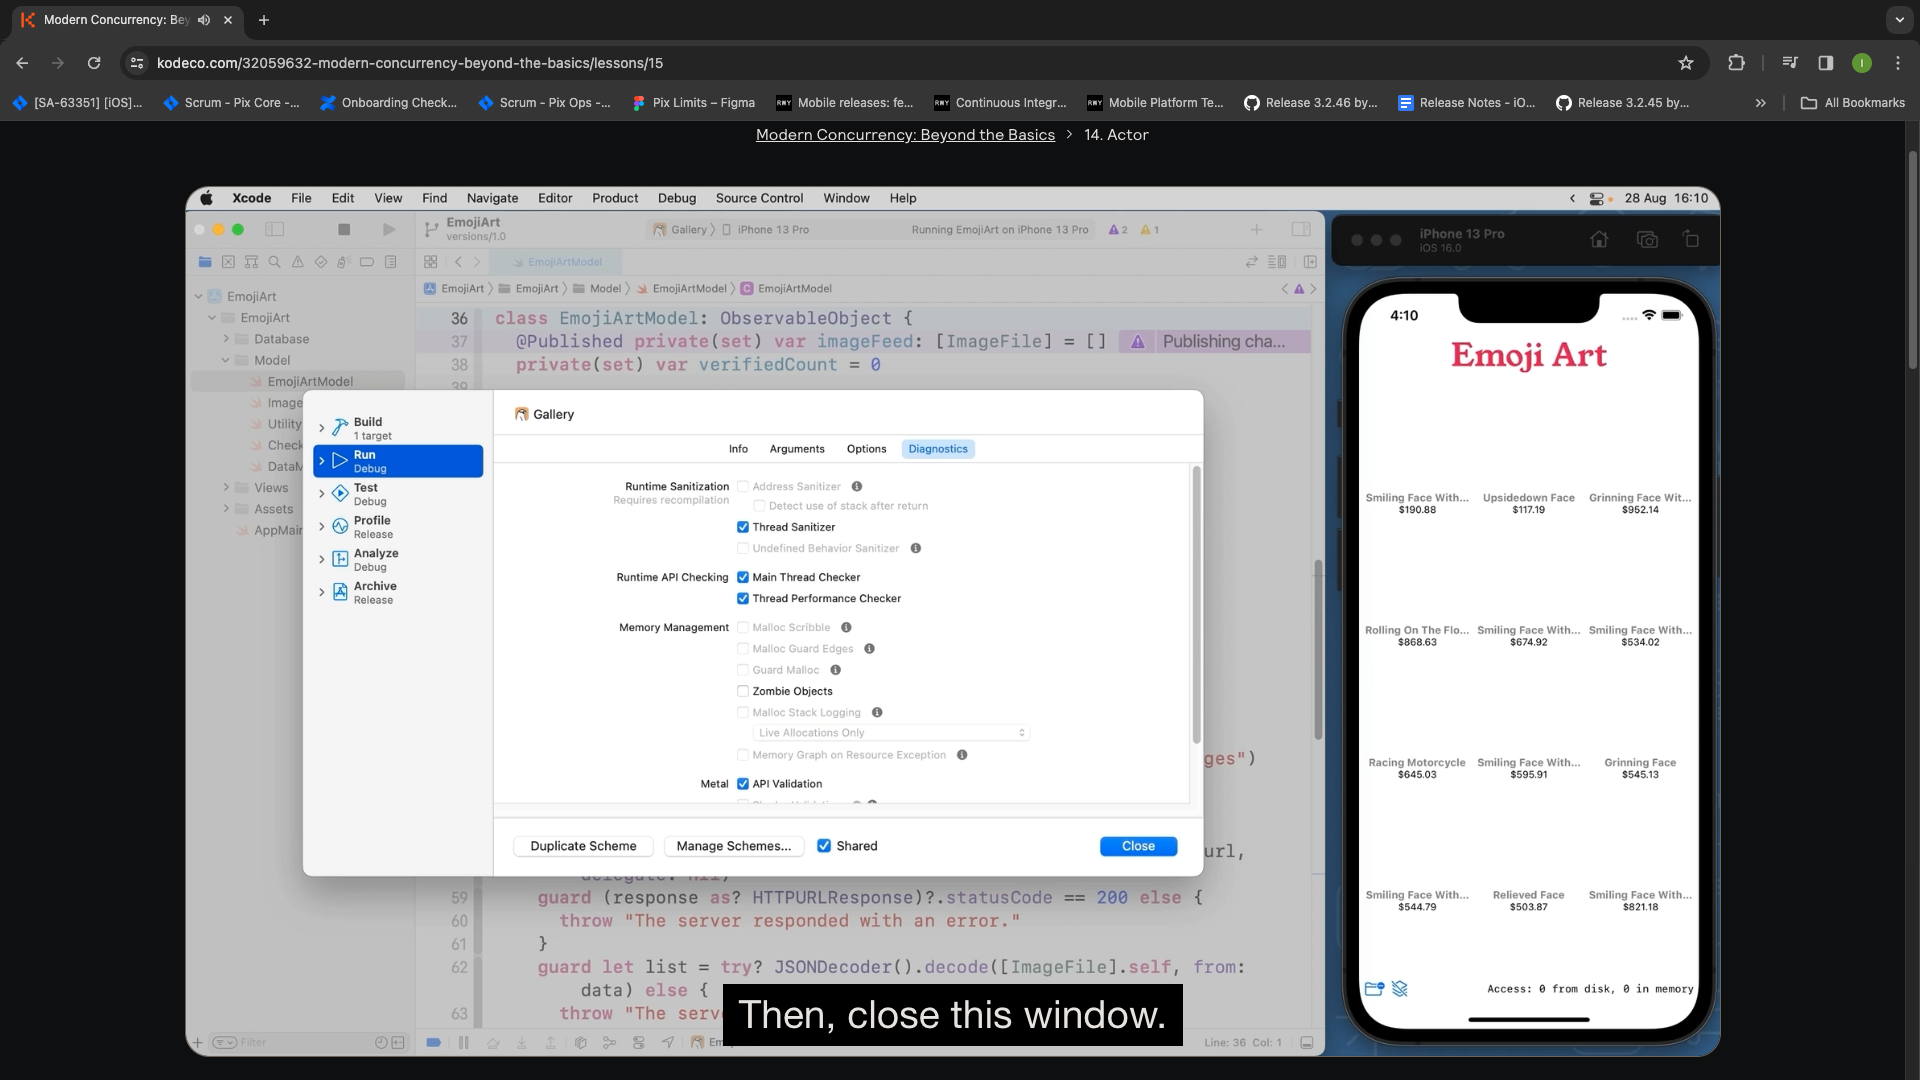 Modern Concurrency: Bey
kodeco.com/32059632-modern-concurrency-beyond-the-basics/lessons/15
[SA-63351] [iOS]... Scrum - Pix Core -... Onboarding Check... Scrum - Pix Ops -... Pix Limits – Figma RWY Mobile releases: fe... RWY Continuous Integr... RWY Mobile Platform Te... Release 3.2.46 by... Release Notes - iO... Release 3.2.45 by... » All Bookmarks
Modern Concurrency: Beyond the Basics > 14. Actor
Xcode File Edit View Find Navigate Editor Product Debug Source Control Window Help 28 Aug 16:10
EmojiArt
versions/1.0
Gallery iPhone 13 Pro
Running EmojiArt on iPhone 13 Pro 2 1
EmojiArtModel
EmojiArt EmojiArt Model EmojiArtModel C EmojiArtModel
EmojiArt
EmojiArt
Database
Model
EmojiArtModel
Image
Utility
Check
DataM
Views
Assets
AppMain
Filter
36 class EmojiArtModel: ObservableObject {
37 @Published private(set) var imageFeed: [ImageFile] = [] Publishing cha...
38 private(set) var verifiedCount = 0
39
Build
1 target
Run
Debug
Test
Debug
Profile
Release
Analyze
Debug
Archive
Release
Gallery
Info Arguments Options Diagnostics
Runtime Sanitization Address Sanitizer
Requires recompilation Detect use of stack after return
Thread Sanitizer
Undefined Behavior Sanitizer
Runtime API Checking Main Thread Checker
Thread Performance Checker
Memory Management Malloc Scribble
Malloc Guard Edges
Guard Malloc
Zombie Objects
Malloc Stack Logging
Live Allocations Only
Memory Graph on Resource Exception
Metal API Validation
Duplicate Scheme Manage Schemes... Shared Close
ges")
url,
59 guard (response as? HTTPURLResponse)?.statusCode == 200 else {
60 throw "The server responded with an error."
61 }
62 guard let list = try? JSONDecoder().decode([ImageFile].self, from:
data) else {
63 throw "The serv
Then, close this window.
Line: 36 Col: 1
iPhone 13 Pro
iOS 16.0
4:10
Emoji Art
Smiling Face With... Upsidedown Face Grinning Face Wit...
$190.88 $117.19 $952.14
Rolling On The Flo... Smiling Face With... Smiling Face With...
$868.63 $674.92 $534.02
Racing Motorcycle Smiling Face With... Grinning Face
$645.03 $595.91 $545.13
Smiling Face With... Relieved Face Smiling Face With...
$544.79 $503.87 $821.18
Access: 0 from disk, 0 in memory